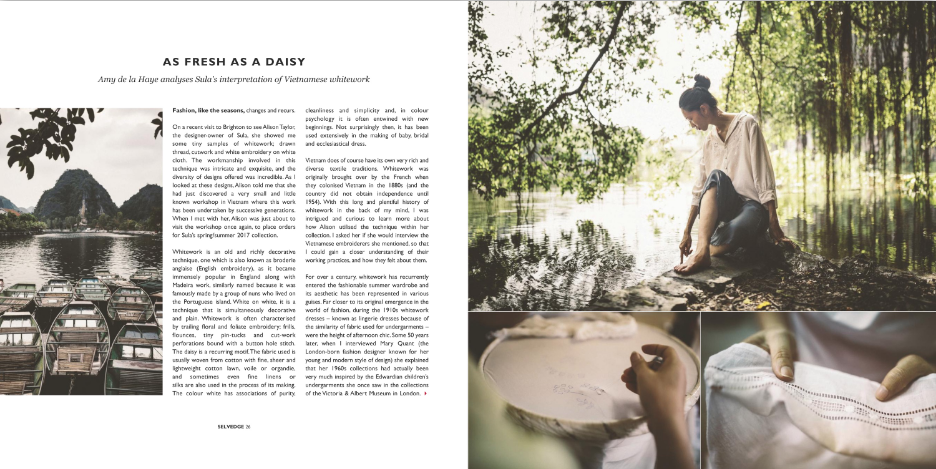 AS FRESH AS A DAISY
Amy de la Haye analyses Sula's interpretation of Vietnamese whitework
Fashion, like the seasons, changes and recurs.
On a recent visit to Brighton to see Alison Taylor,
the designer-owner of Sula, she showed me
some tiny samples of whitework; drawn
thread, cutwork and white embroidery on white
cloth. The workmanship involved in this
technique was intricate and exquisite, and the
diversity of designs offered was incredible. As I
looked at these designs, Alison told me that she
had just discovered a very small and little
known workshop in Vietnam where this work
has been undertaken by successive generations.
When I met with her, Alison was just about to
visit the workshop once again, to place orders
for Sula's spring/summer 2017 collection.
Whitework is an old and richly decorative
technique, one which is also known as broderie
anglaise (English embroidery), as it became
immensely popular in England along with
Madeira work, similarly named because it was
famously made by a group of nuns who lived on
the Portuguese island. White on white, it is a
technique that is simultaneously decorative
and plain. Whitework is often characterised
by trailing floral and foliate embroidery; frills,
flounces, tiny pin-tucks and cut-work
perforations bound with a button hole stitch.
The daisy is a recurring motif. The fabric used is
usually woven from cotton with fine, sheer and
lightweight cotton lawn, voile or organdie,
and sometimes even fine linens or
silks are also used in the process of its making.
The colour white has associations of purity,
cleanliness and simplicity and, in colour
psychology it is often entwined with new
beginnings. Not surprisingly then, it has been
used extensively in the making of baby, bridal
and ecclesiastical dress.
Vietnam does of course have its own very rich and
diverse textile traditions. Whitework was
originally brought over by the French when
they colonised Vietnam in the 1880s (and the
country did not obtain independence until
1954). With this long and plentiful history of
whitework in the back of my mind, I was
intrigued and curious to learn more about
how Alison utilised the technique within her
collection. I asked her if she would interview the
Vietnamese embroiderers she mentioned, so that
I could gain a closer understanding of their
working practices, and how they felt about them.
For over a century, whitework has recurrently
entered the fashionable summer wardrobe and
its aesthetic has been represented in various
guises. Far closer to its original emergence in the
world of fashion, during the 1910s whitework
dresses – known as lingerie dresses because of
the similarity of fabric used for undergarments –
were the height of afternoon chic. Some 50 years
later, when I interviewed Mary Quant (the
London-born fashion designer known for her
young and modern style of design) she explained
that her 1960s collections had actually been
very much inspired by the Edwardian children's
undergarments she once saw in the collections
of the Victoria & Albert Museum in London.
SELVEDGE 26